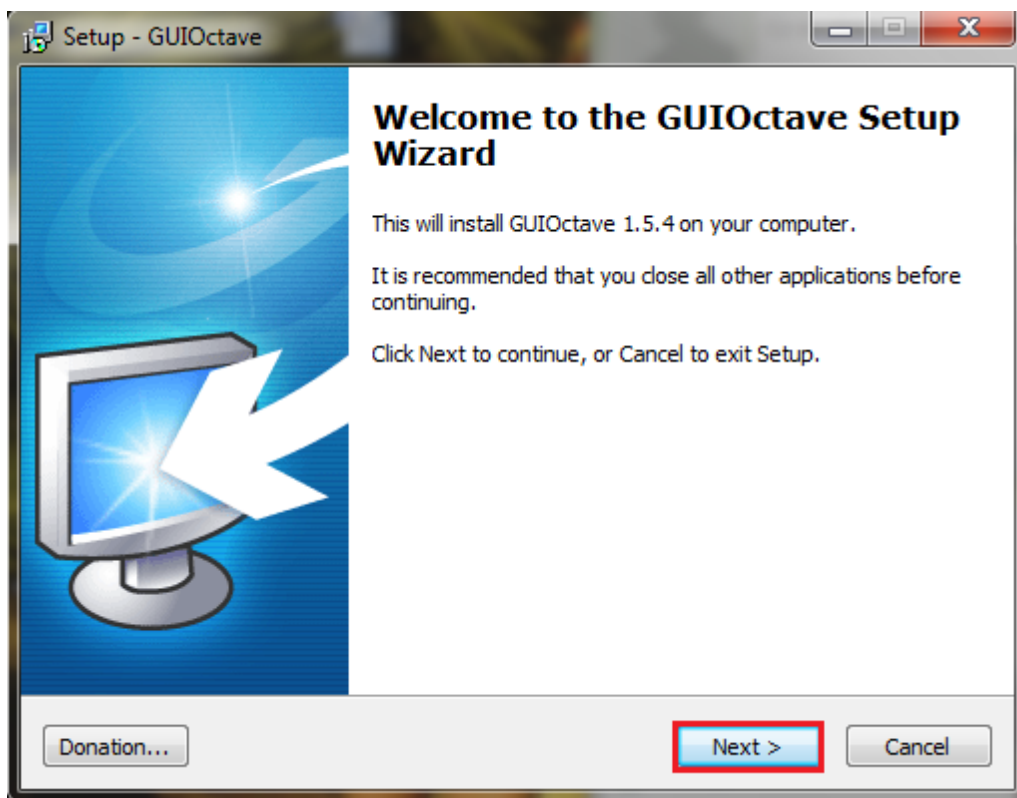 Setup - GUIOctave
Welcome to the GUIOctave Setup
Wizard
This will install GUIOctave 1.5.4 on your computer.
It is recommended that you close all other applications before
continuing.
Click Next to continue, or Cancel to exit Setup.
Donation...
Next >
Cancel